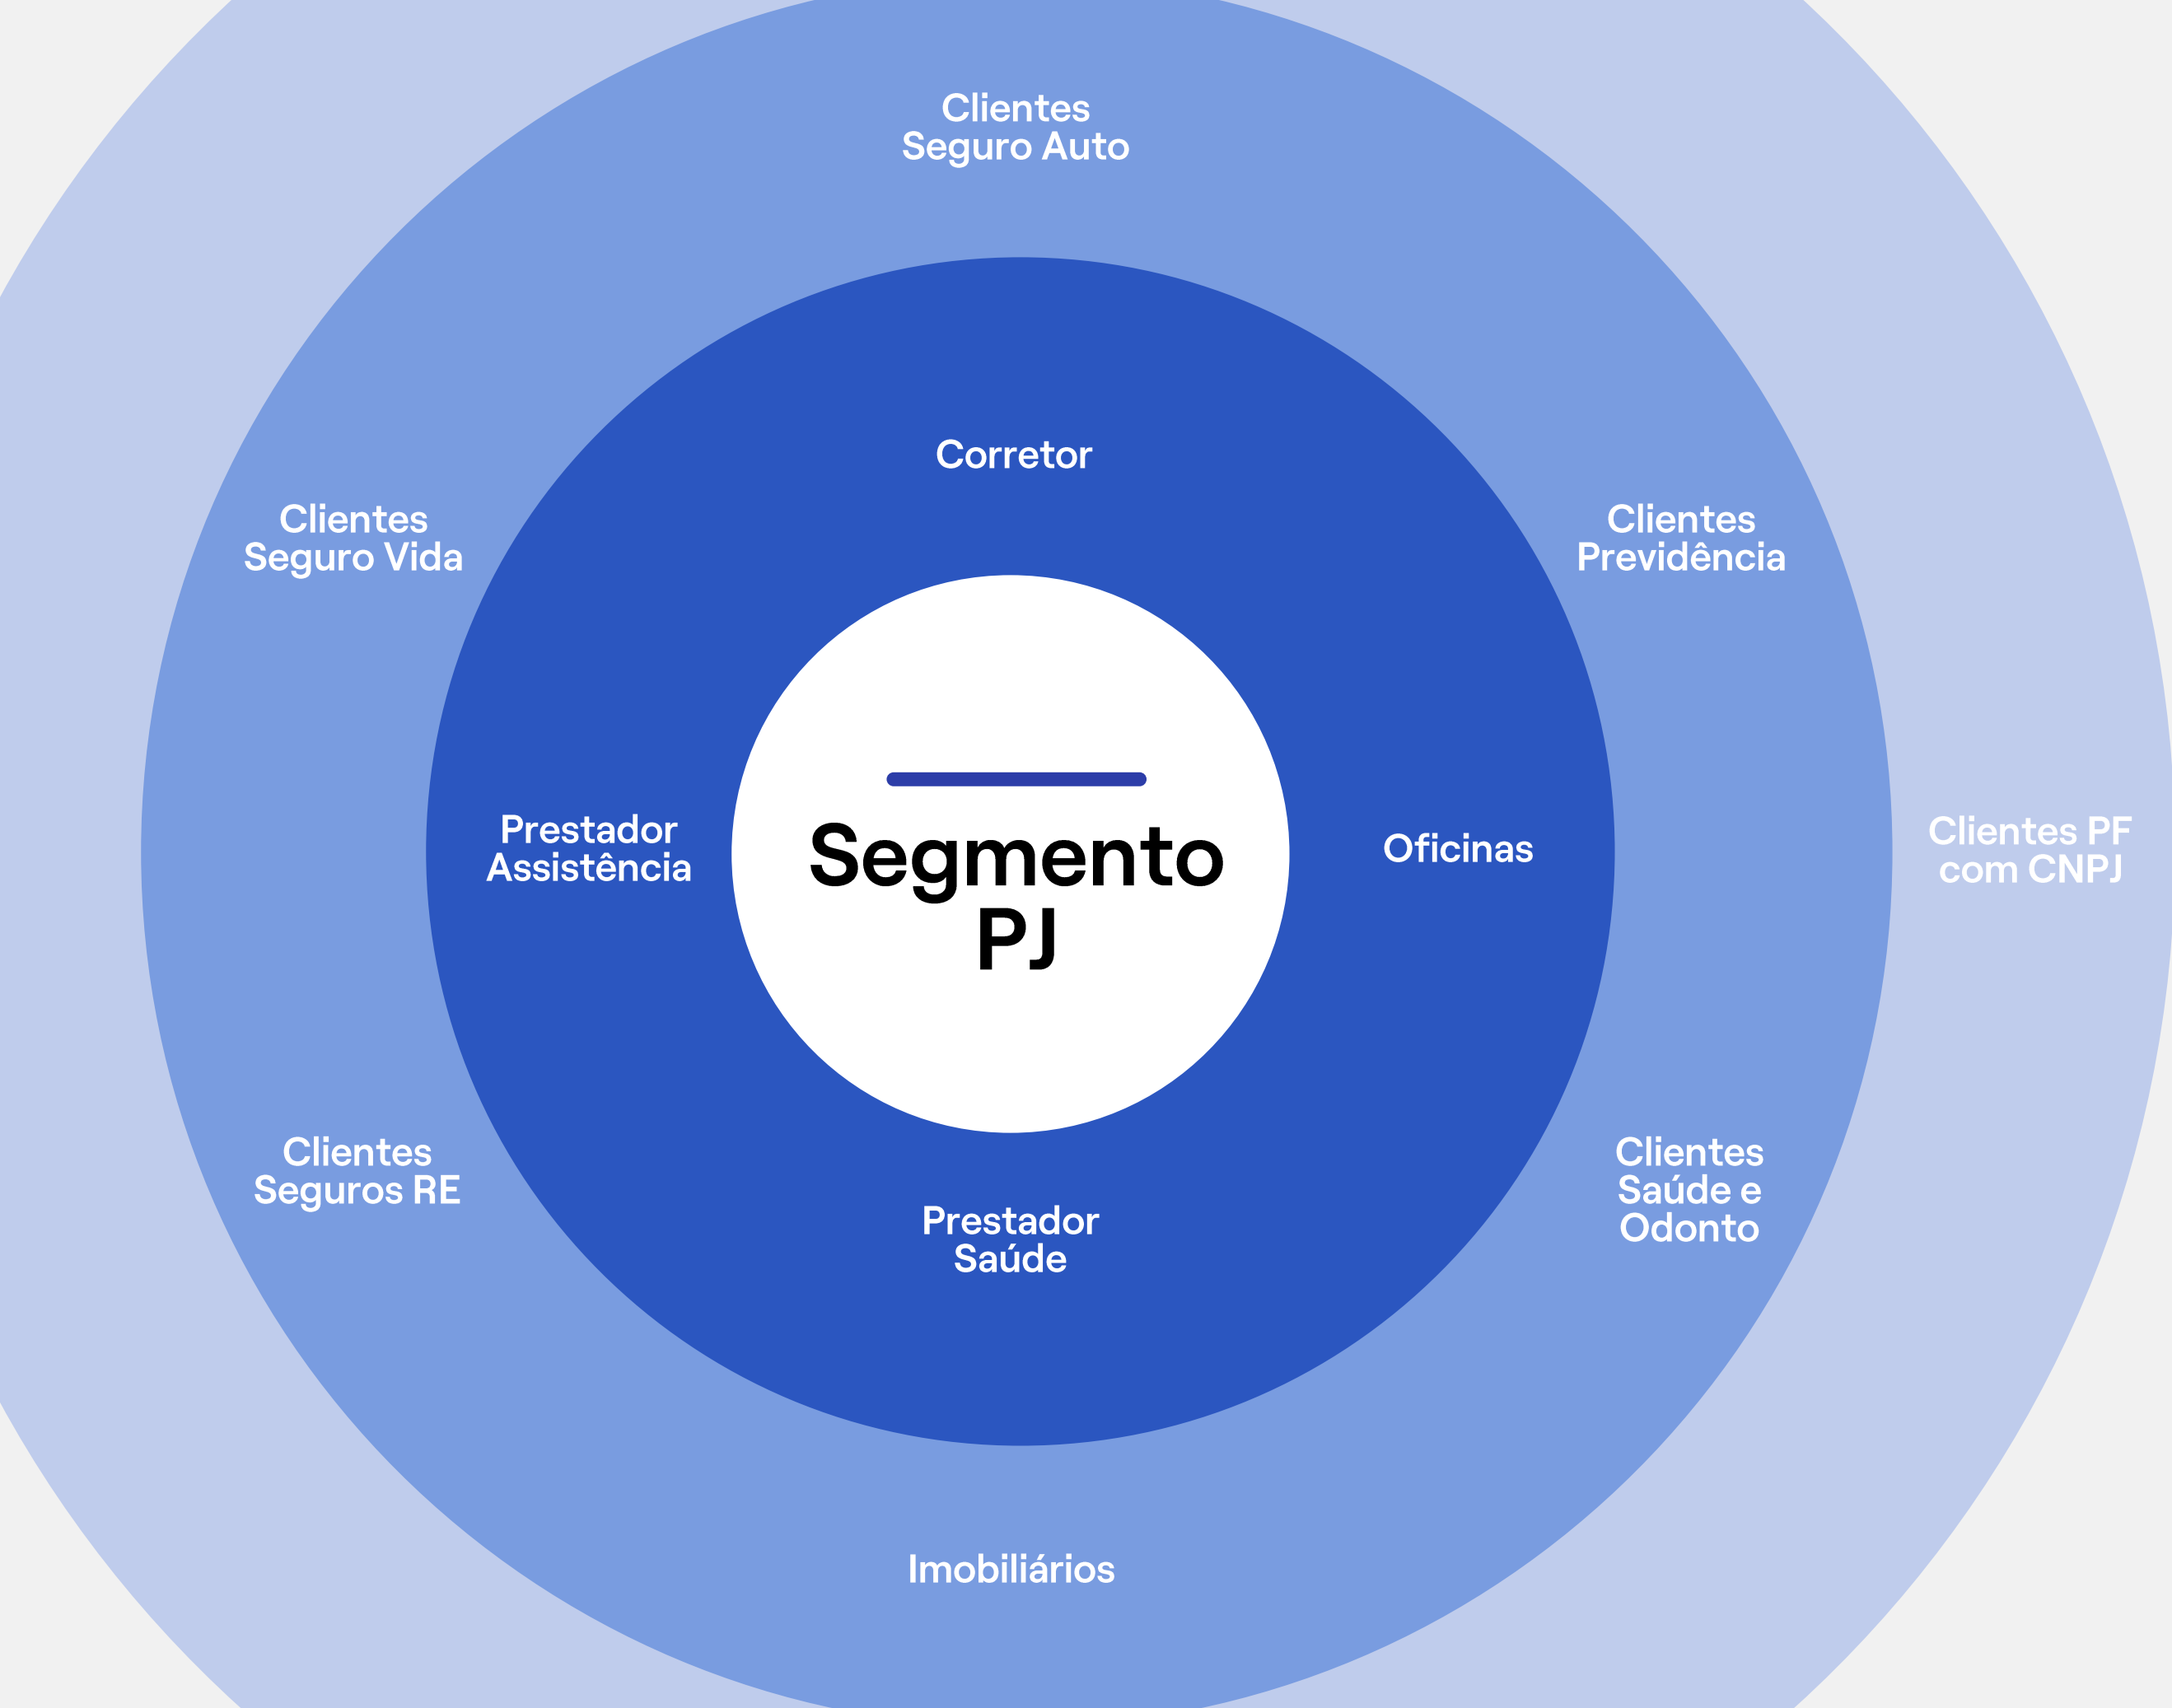 Clientes
Seguro Auto
Corretor
Clientes
Seguro Vida
Clientes
Previdência
Prestador
Assistência
Segmento
PJ
Oficinas
Clientes PF
com CNPJ
Clientes
Seguros RE
Clientes
Saúde e
Odonto
Prestador
Saúde
Imobiliários